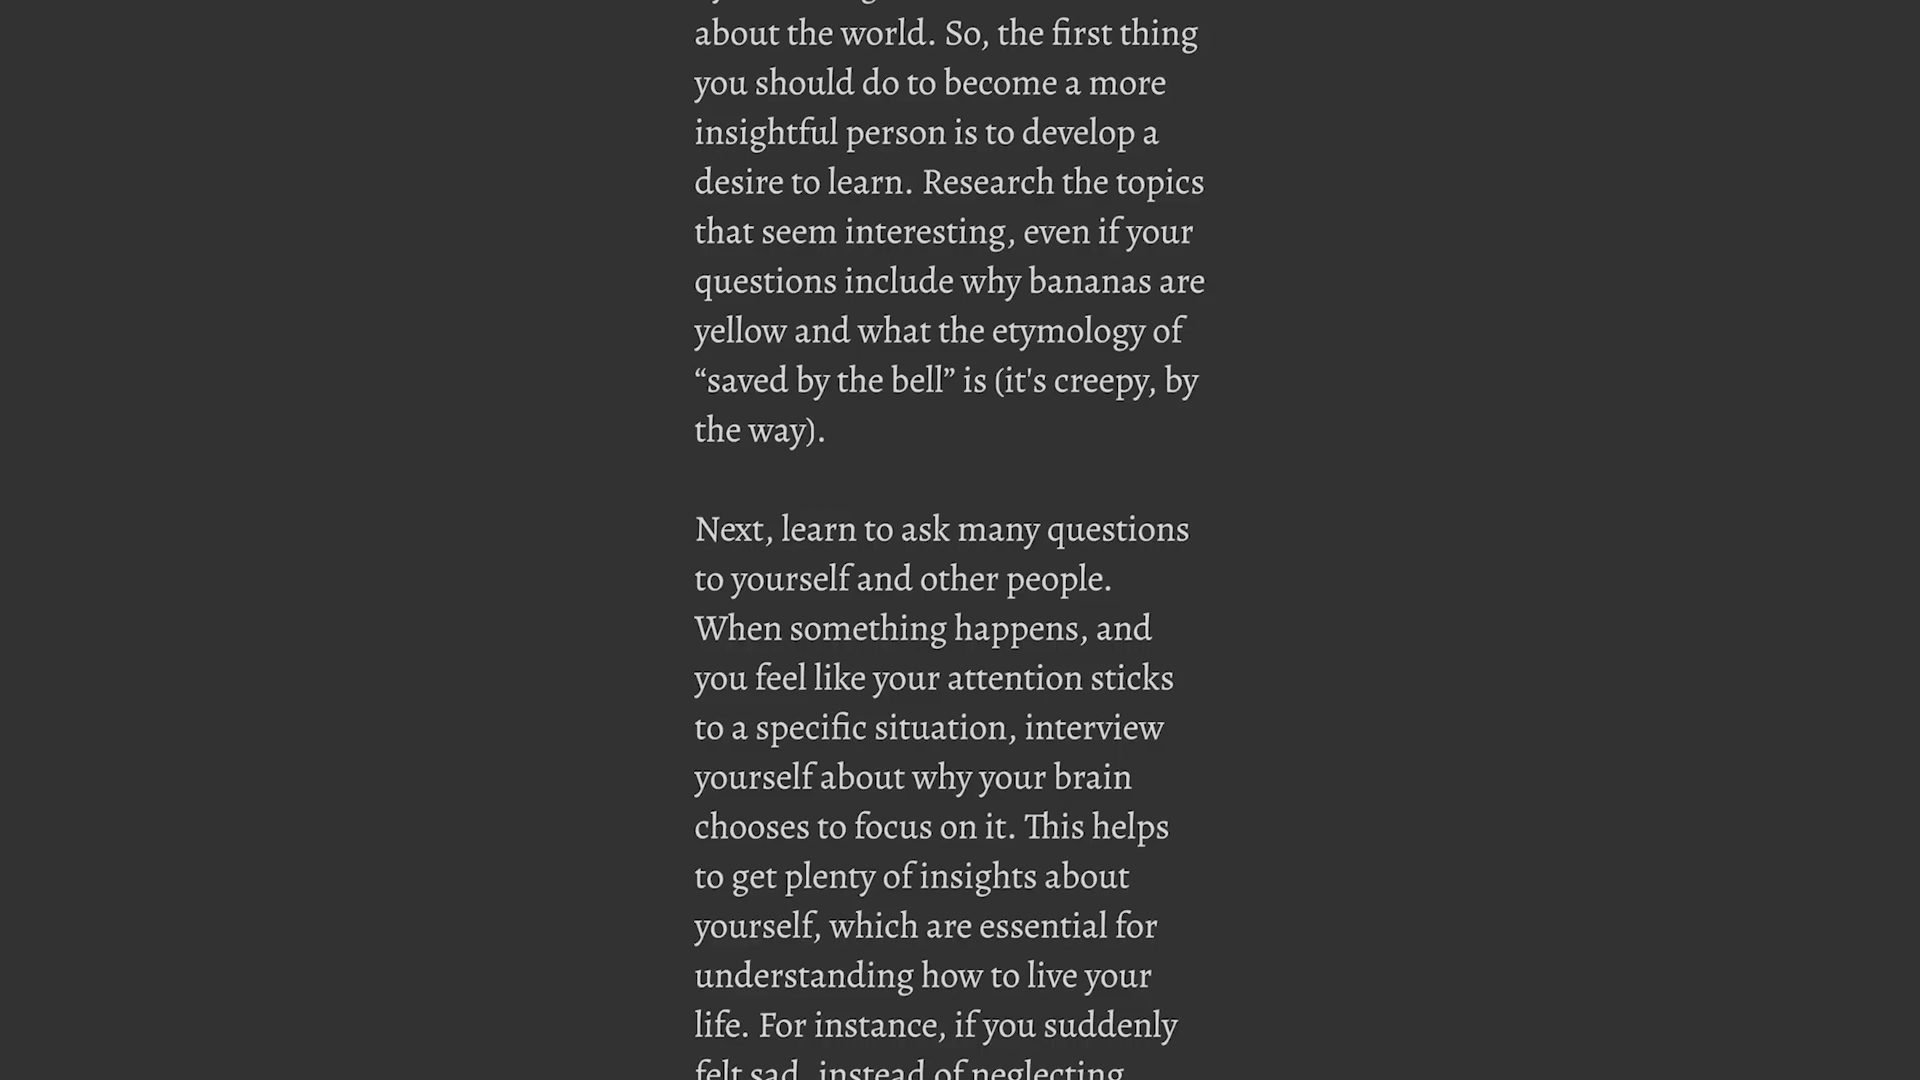 about the world. So, the first thing
you should do to become a more
insightful person is to develop a
desire to learn. Research the topics
that seem interesting, even if your
questions include why bananas are
yellow and what the etymology of
“saved by the bell” is (it's creepy, by
the way).
Next, learn to ask many questions
to yourself and other people.
When something happens, and
you feel like your attention sticks
to a specific situation, interview
yourself about why your brain
chooses to focus on it. This helps
to get plenty of insights about
yourself, which are essential for
understanding how to live your
life. For instance, if you suddenly
felt sad, instead of neglecting